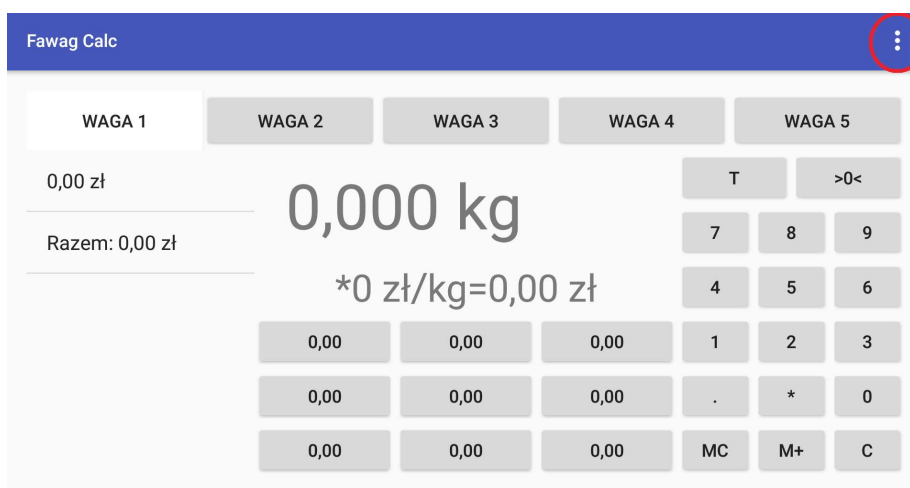 Fawag Calc
WAGA 1 WAGA 2 WAGA 3 WAGA 4 WAGA 5
0,00 zł 0,000 kg T >0<
Razem: 0,00 zł 7 8 9
*0 zł/kg=0,00 zł 4 5 6
0,00 0,00 0,00 1 2 3
0,00 0,00 0,00 . * 0
0,00 0,00 0,00 MC M+ C